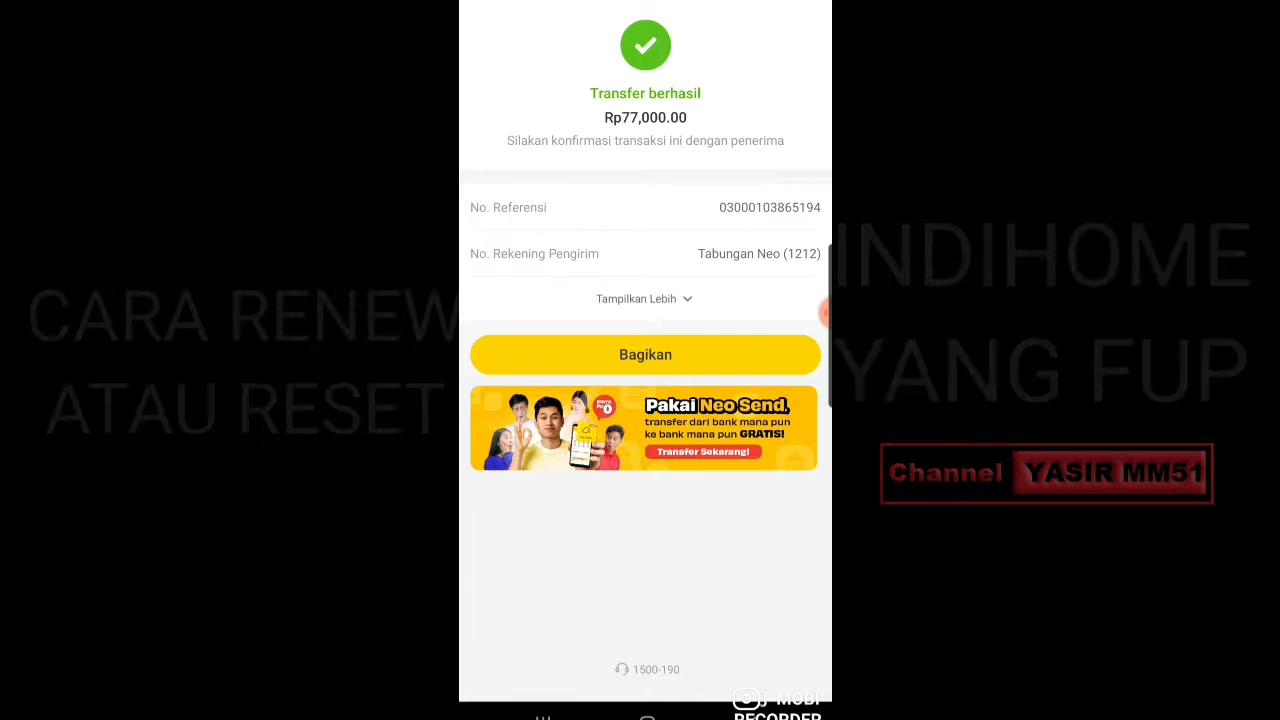 Transfer berhasil
Rp77,000.00
Silakan konfirmasi transaksi ini dengan penerima
No. Referensi 03000103865194
No. Rekening Pengirim Tabungan Neo (1212)
Tampilkan Lebih
Bagikan
BIAYA
Rp0
Pakai Neo Send,
transfer dari bank mana pun
ke bank mana pun GRATIS!
Transfer Sekarang!
1500-190
CARA RENEW
ATAU RESET
INDIHOME
YANG FUP
Channel YASIR MM51
MOBI
RECORDER